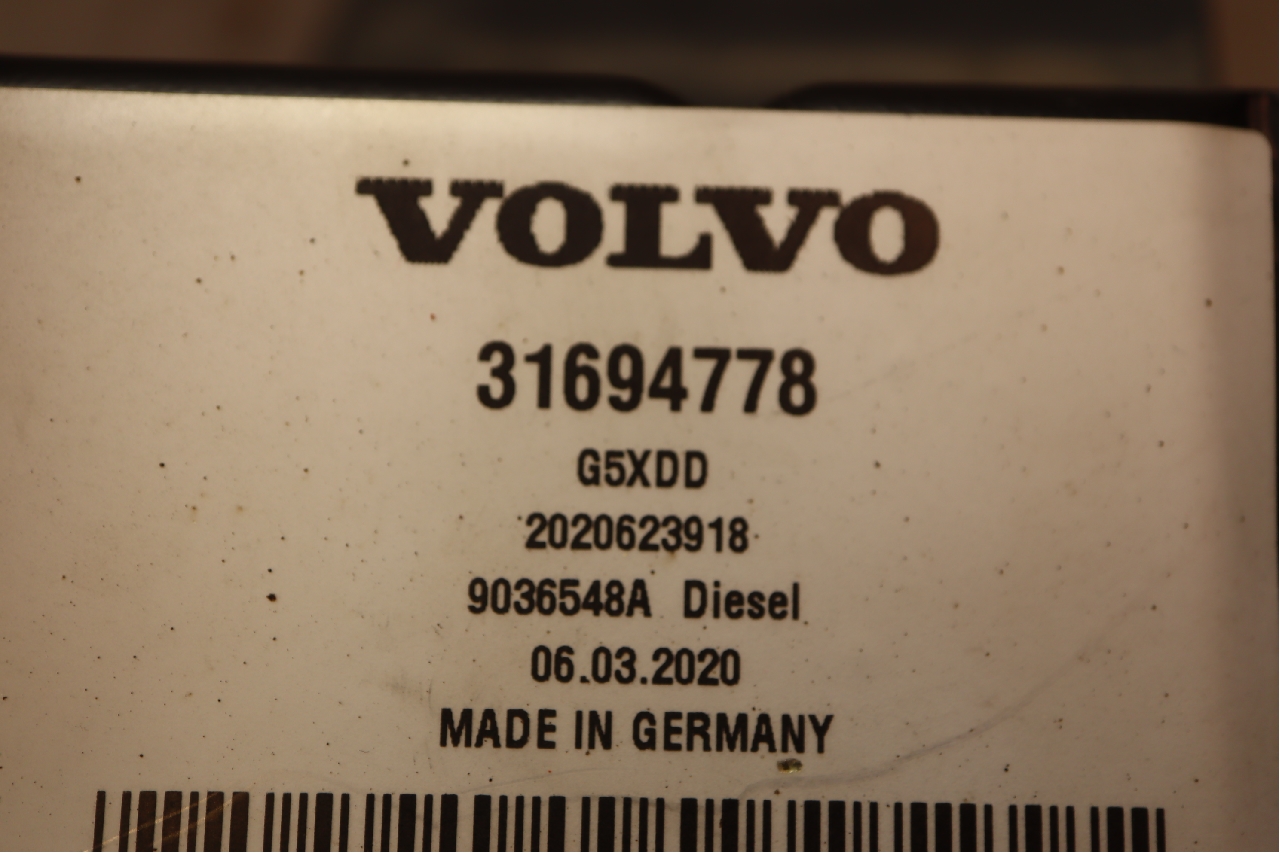 VOLVO
31694778
G5XDD
2020623918
9036548A Diesel
06.03.2020
MADE IN GERMANY